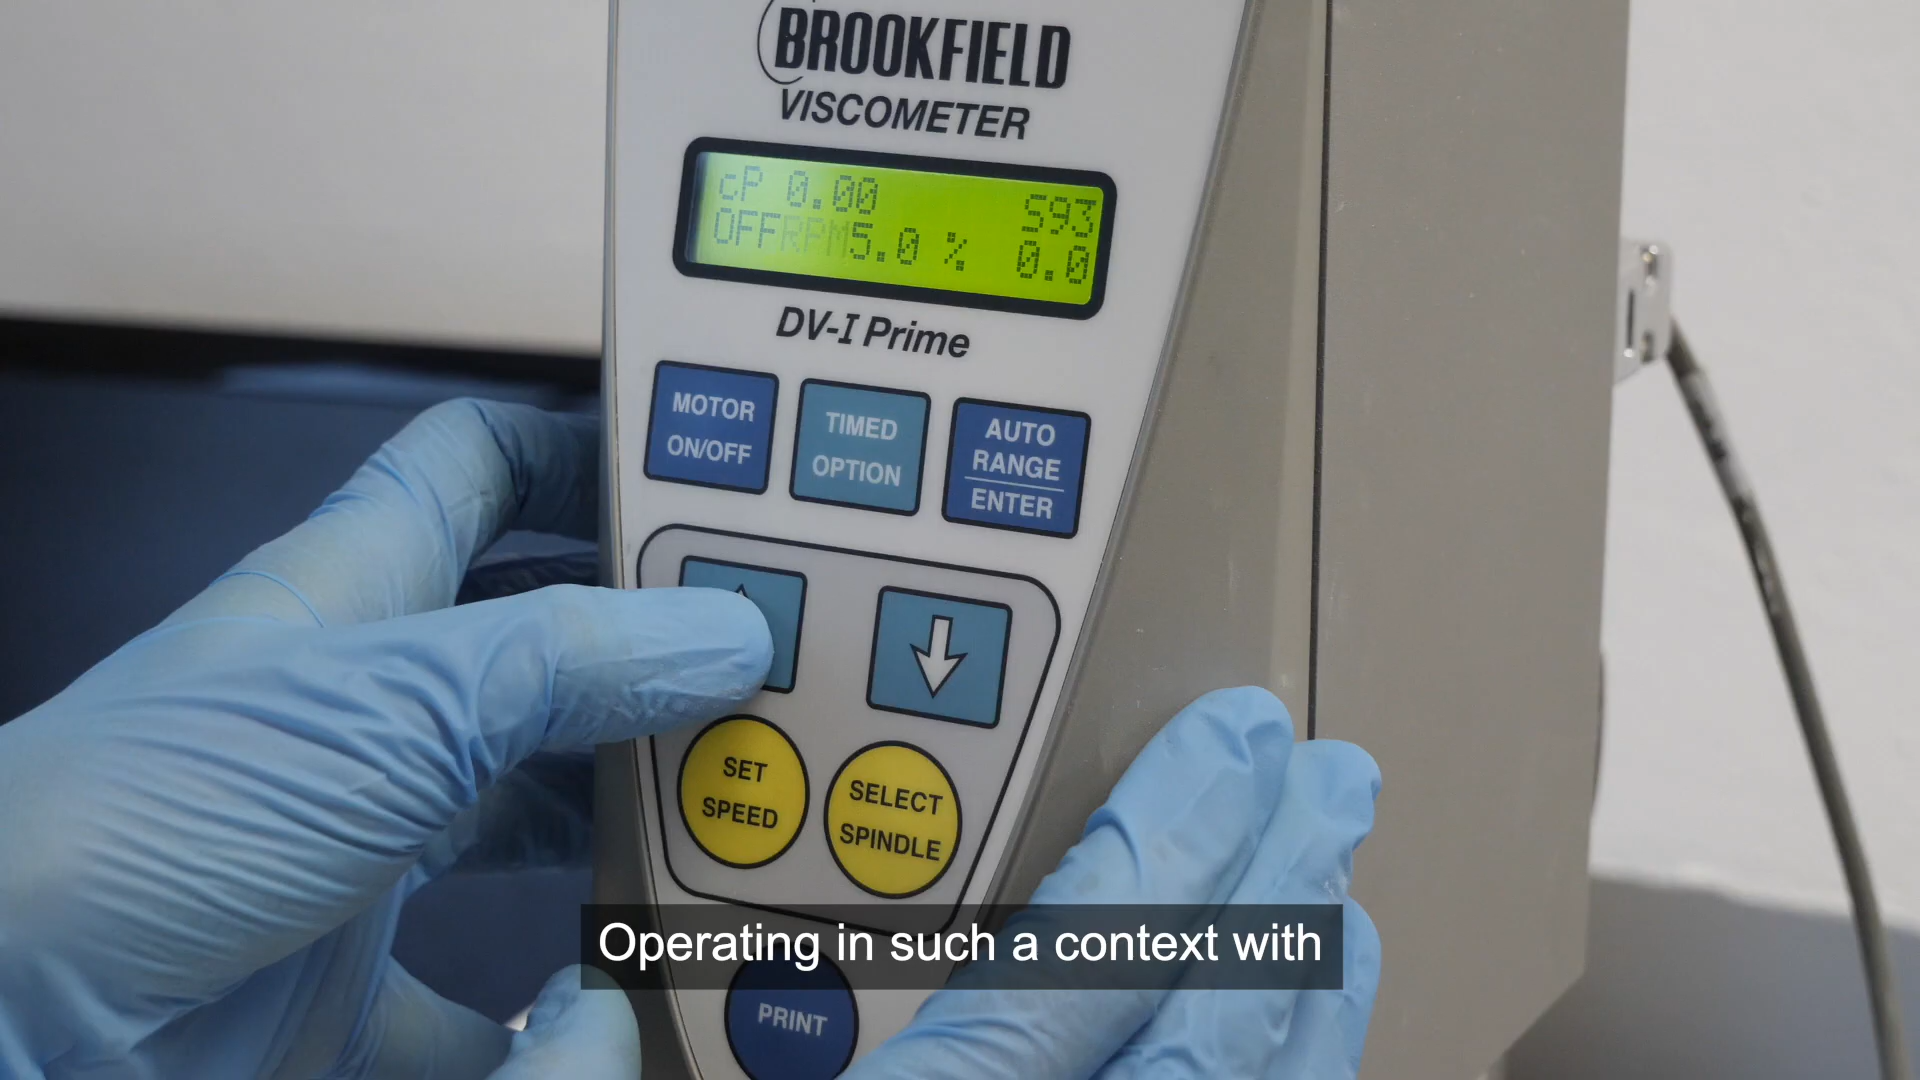 BROOKFIELD
VISCOMETER
cP 0.00 S93
OFF RPM 5.0 % 0.0
DV-I Prime
MOTOR
ON/OFF
TIMED
OPTION
AUTO
RANGE
ENTER
SET
SPEED
SELECT
SPINDLE
Operating in such a context with
PRINT